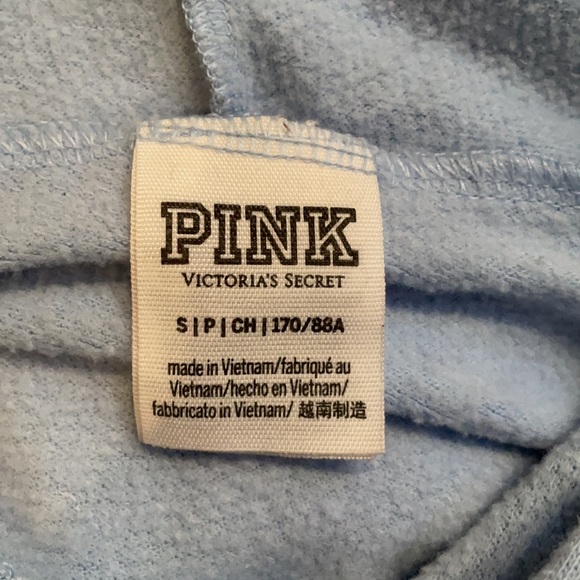 PINK
VICTORIA'S SECRET
S | P | CH | 170/88A
made in Vietnam/fabriqué au
Vietnam/hecho en Vietnam/
fabbricato in Vietnam/ 越南制造